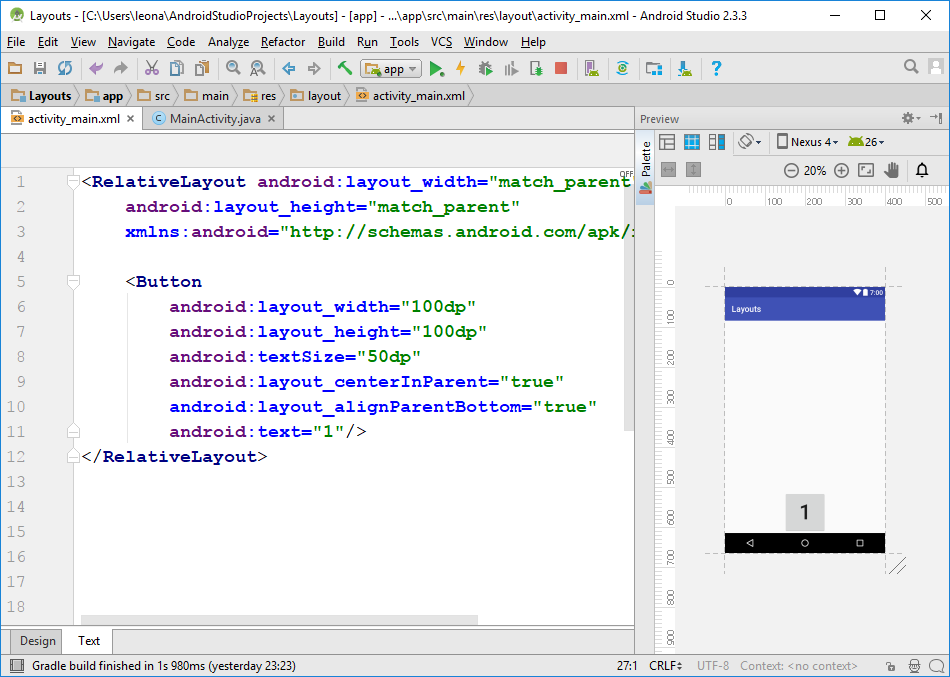 Layouts - [C:\Users\leona\AndroidStudioProjects\Layouts] - [app] - ...\app\src\main\res\layout\activity_main.xml - Android Studio 2.3.3
File Edit View Navigate Code Analyze Refactor Build Run Tools VCS Window Help
app
Layouts app src main res layout activity_main.xml
activity_main.xml MainActivity.java
Preview
Palette
Nexus 4 26
20%
OFF
1 <RelativeLayout android:layout_width="match_parent
2 android:layout_height="match_parent"
3 xmlns:android="http://schemas.android.com/apk/
4
5 <Button
6 android:layout_width="100dp"
7 android:layout_height="100dp"
8 android:textSize="50dp"
9 android:layout_centerInParent="true"
10 android:layout_alignParentBottom="true"
11 android:text="1"/>
12 </RelativeLayout>
13
14
15
16
17
18
0 100 200 300 400 500
0
100
200
300
400
500
600
700
800
900
7:00
Layouts
1
Design Text
Gradle build finished in 1s 980ms (yesterday 23:23) 27:1 CRLF UTF-8 Context: <no context>